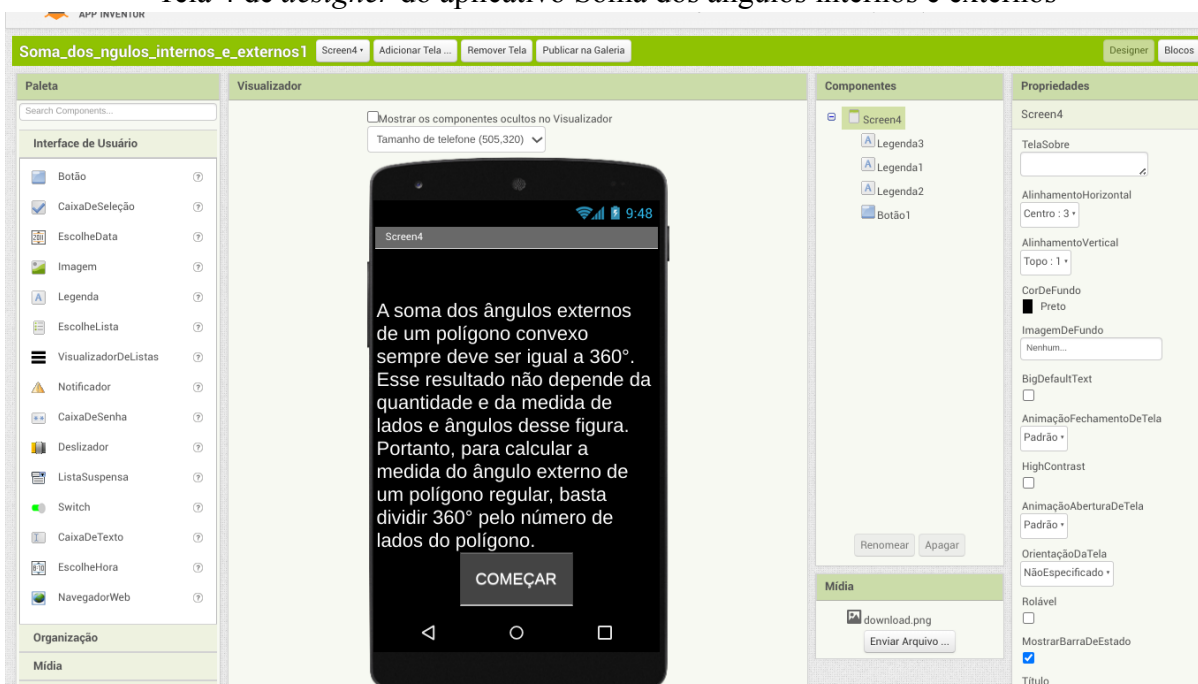 Tela 4 de designer do aplicativo Soma dos ângulos internos e externos
APP INVENTOR
Soma_dos_ngulos_internos_e_externos1 Screen4 Adicionar Tela ... Remover Tela Publicar na Galeria Designer Blocos
Paleta
Search Components...
Interface de Usuário
Botão
CaixaDeSeleção
EscolheData
Imagem
Legenda
EscolheLista
VisualizadorDeListas
Notificador
CaixaDeSenha
Deslizador
ListaSuspensa
Switch
CaixaDeTexto
EscolheHora
NavegadorWeb
Organização
Mídia
Visualizador
Mostrar os componentes ocultos no Visualizador
Tamanho de telefone (505,320)
9:48
Screen4
A soma dos ângulos externos
de um polígono convexo
sempre deve ser igual a 360°.
Esse resultado não depende da
quantidade e da medida de
lados e ângulos desse figura.
Portanto, para calcular a
medida do ângulo externo de
um polígono regular, basta
dividir 360° pelo número de
lados do polígono.
COMEÇAR
Componentes
Screen4
Legenda3
Legenda1
Legenda2
Botão1
Renomear Apagar
Mídia
download.png
Enviar Arquivo ...
Propriedades
Screen4
TelaSobre
AlinhamentoHorizontal
Centro : 3
AlinhamentoVertical
Topo : 1
CorDeFundo
Preto
ImagemDeFundo
Nenhum...
BigDefaultText
AnimaçãoFechamentoDeTela
Padrão
HighContrast
AnimaçãoAberturaDeTela
Padrão
OrientaçãoDaTela
NãoEspecificado
Rolável
MostrarBarraDeEstado
Título